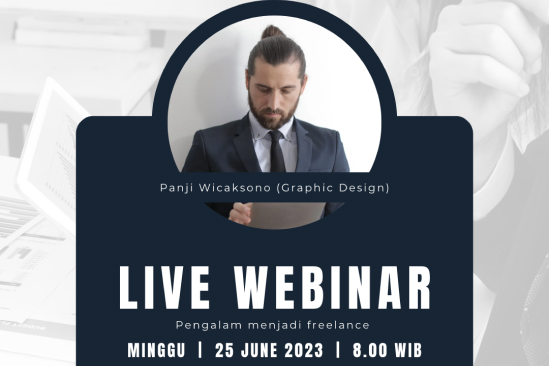 Panji Wicaksono (Graphic Design)
LIVE WEBINAR
Pengalam menjadi freelance
MINGGU | 25 JUNE 2023 | 8.00 WIB